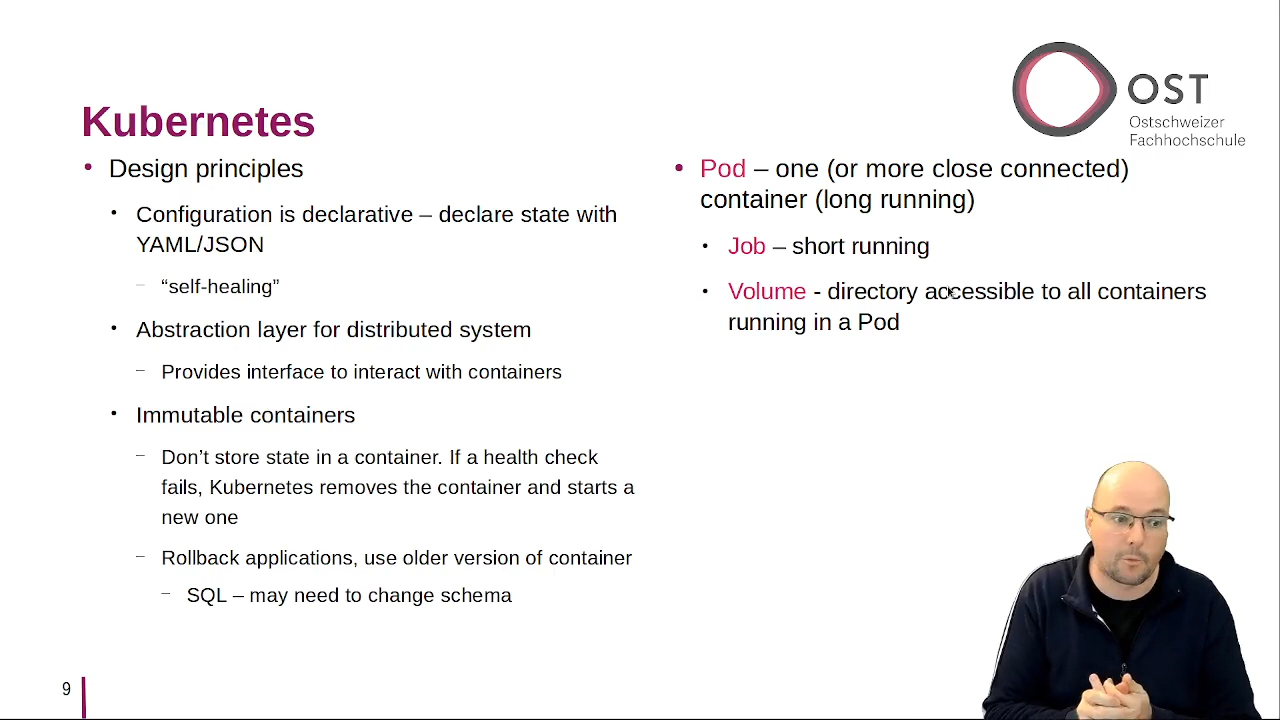 OST
Ostschweizer
Fachhochschule
Kubernetes
• Design principles
• Configuration is declarative – declare state with
YAML/JSON
– “self-healing”
• Abstraction layer for distributed system
– Provides interface to interact with containers
• Immutable containers
– Don’t store state in a container. If a health check
fails, Kubernetes removes the container and starts a
new one
– Rollback applications, use older version of container
– SQL – may need to change schema
• Pod – one (or more close connected)
container (long running)
• Job – short running
• Volume - directory accessible to all containers
running in a Pod
9